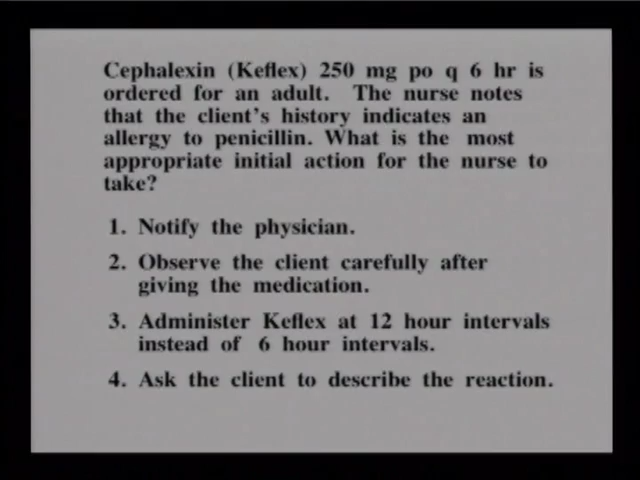 Cephalexin (Keflex) 250 mg po q 6 hr is
ordered for an adult. The nurse notes
that the client's history indicates an
allergy to penicillin. What is the most
appropriate initial action for the nurse to
take?
1. Notify the physician.
2. Observe the client carefully after
giving the medication.
3. Administer Keflex at 12 hour intervals
instead of 6 hour intervals.
4. Ask the client to describe the reaction.